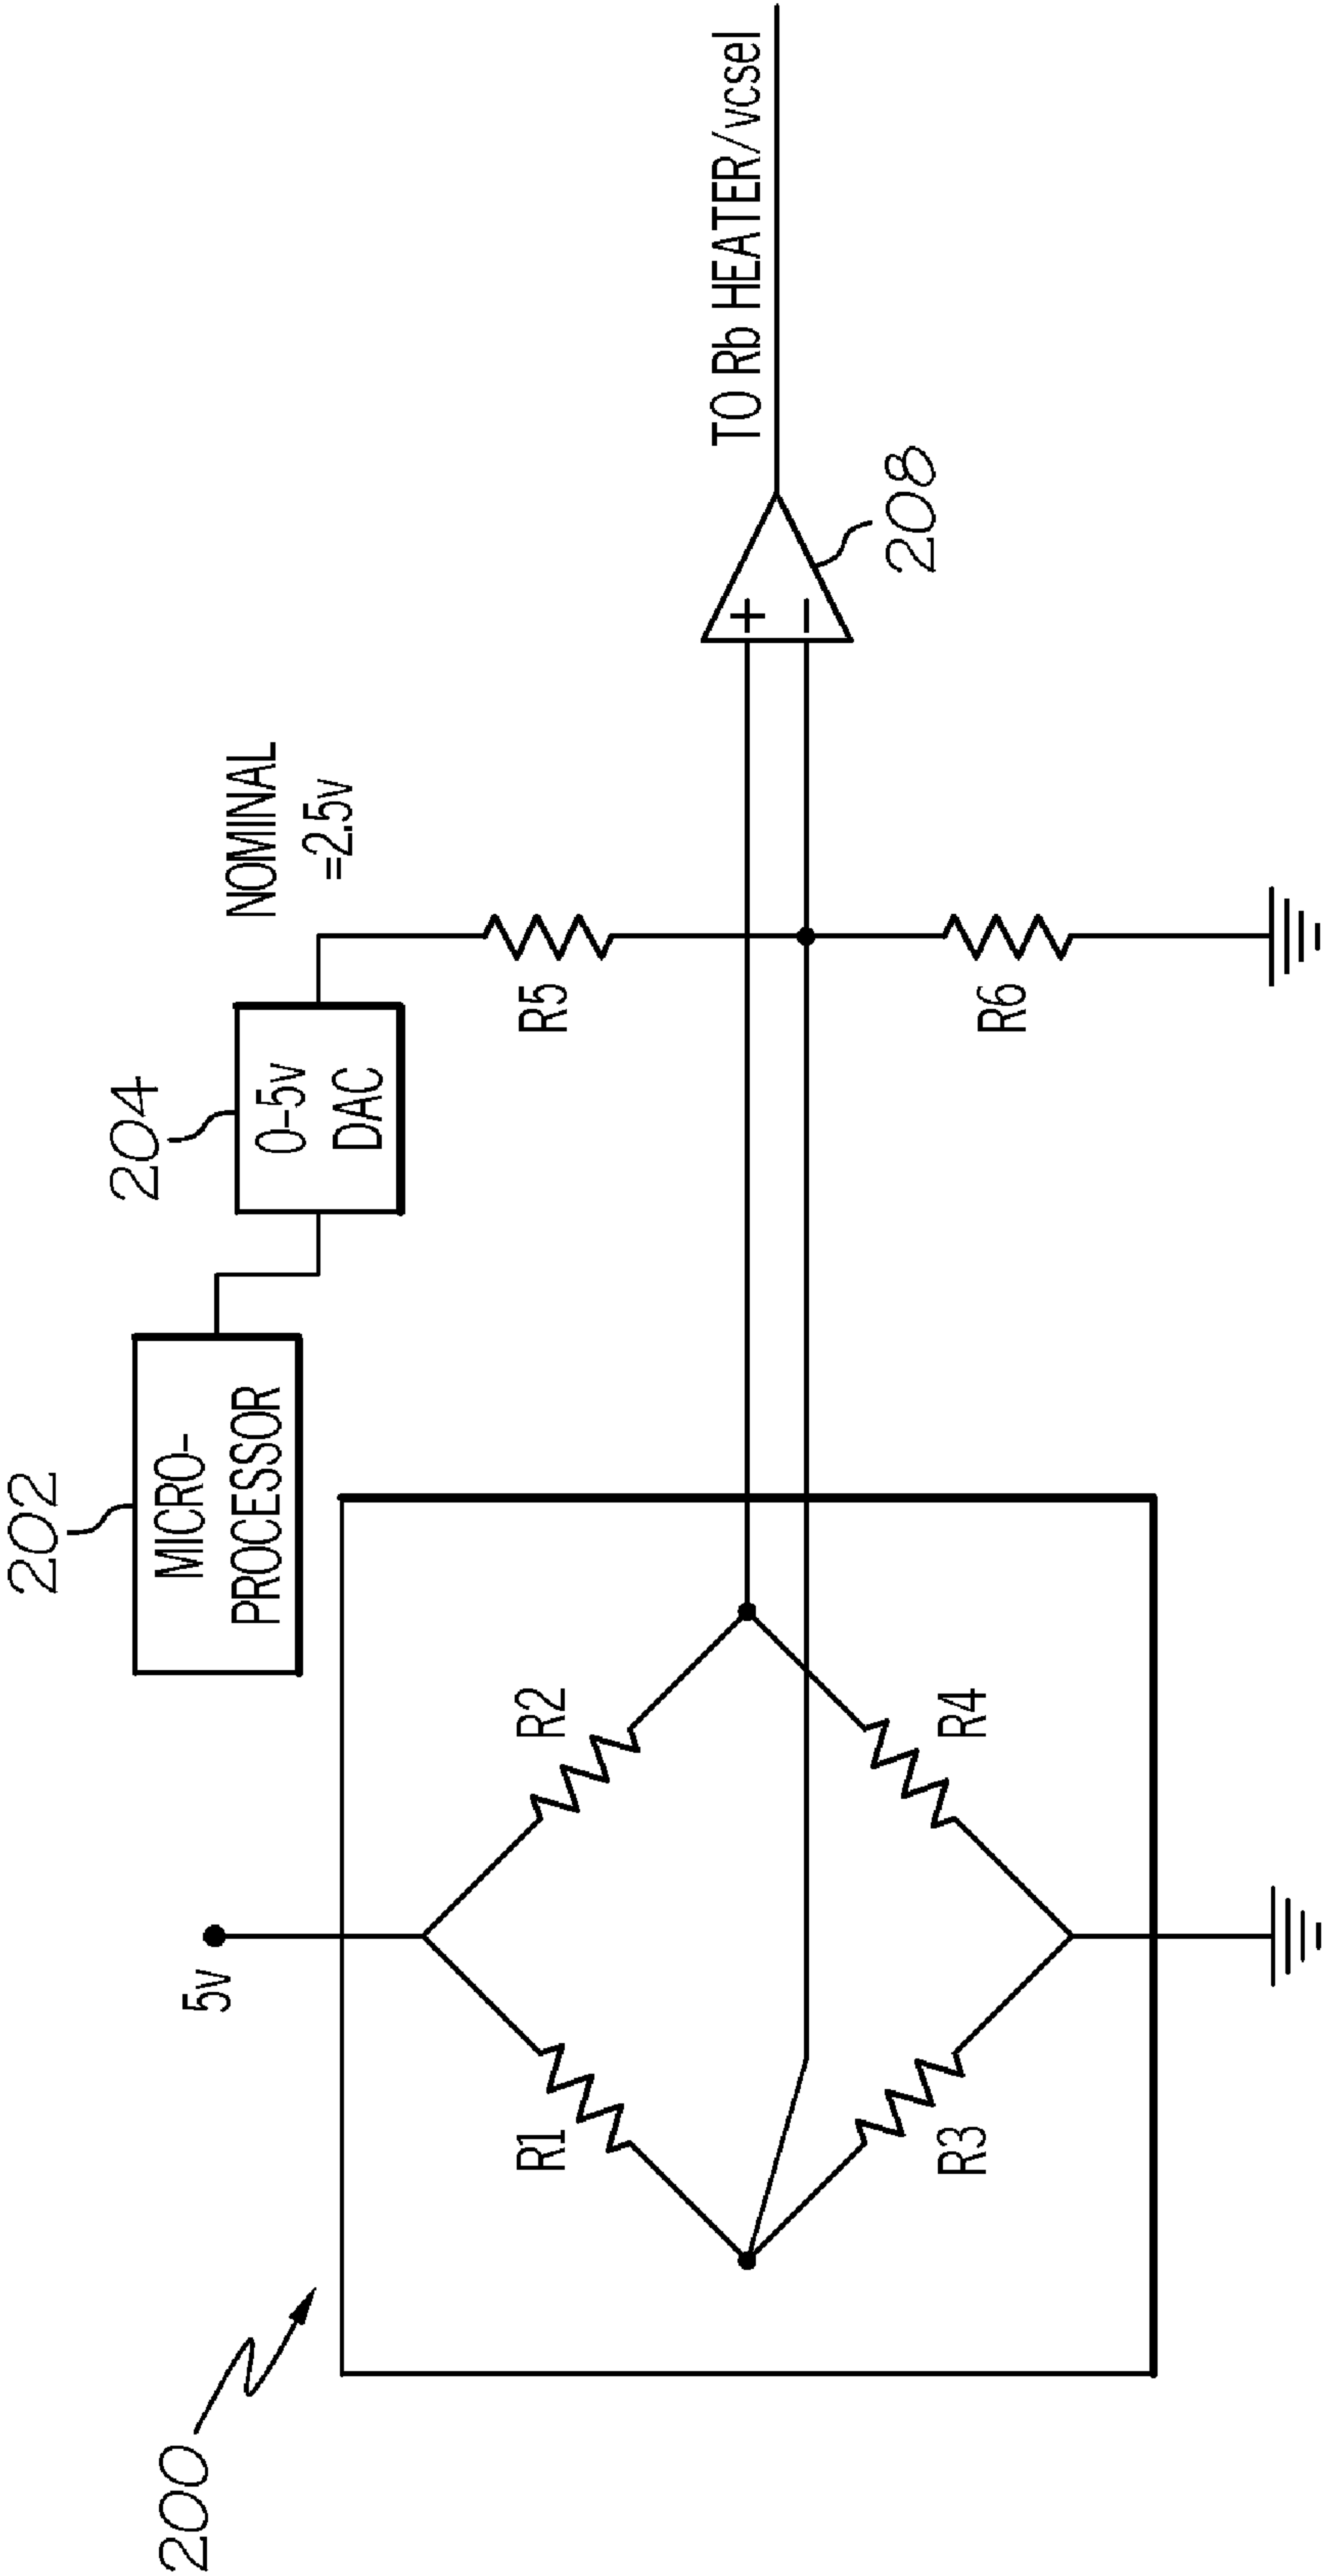 200
202
MICRO-
PROCESSOR
204
0-5v
DAC
NOMINAL
=2.5v
5v
R1
R2
R3
R4
R5
R6
+
−
208
TO Rb HEATER/vcsel